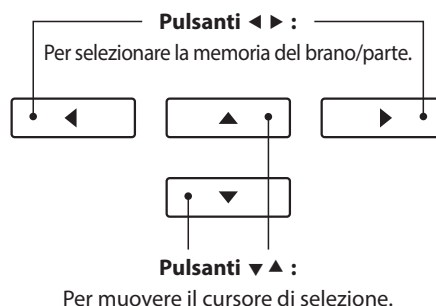 Pulsanti ◀ ▶ :
Per selezionare la memoria del brano/parte.
Pulsanti ▼ ▲ :
Per muovere il cursore di selezione.